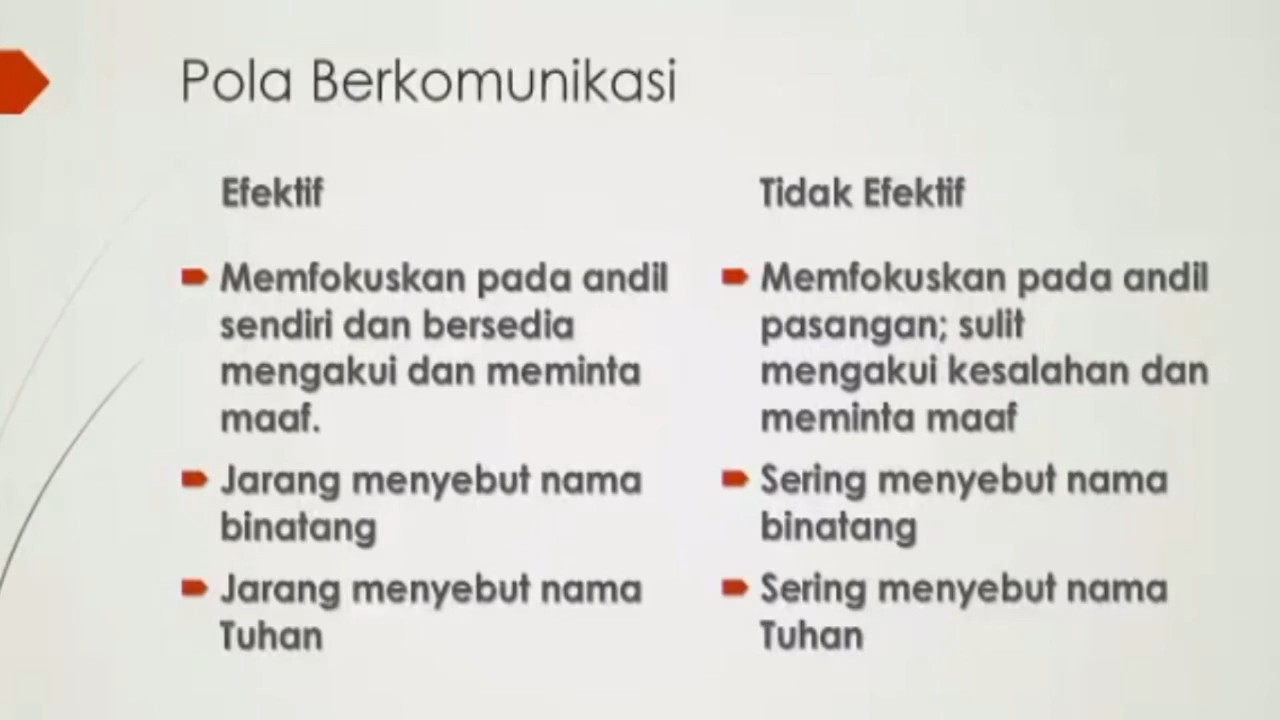 Pola Berkomunikasi
Efektif
Memfokuskan pada andil
sendiri dan bersedia
mengakui dan meminta
maaf.
Jarang menyebut nama
binatang
Jarang menyebut nama
Tuhan
Tidak Efektif
Memfokuskan pada andil
pasangan; sulit
mengakui kesalahan dan
meminta maaf
Sering menyebut nama
binatang
Sering menyebut nama
Tuhan